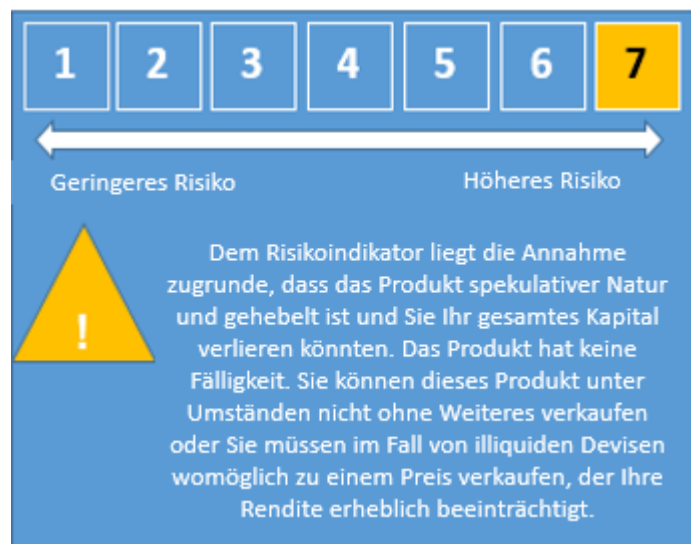 1 2 3 4 5 6 7
Geringeres Risiko Höheres Risiko
Dem Risikoindikator liegt die Annahme
zugrunde, dass das Produkt spekulativer Natur
und gehebelt ist und Sie Ihr gesamtes Kapital
verlieren könnten. Das Produkt hat keine
Fälligkeit. Sie können dieses Produkt unter
Umständen nicht ohne Weiteres verkaufen
oder Sie müssen im Fall von illiquiden Devisen
womöglich zu einem Preis verkaufen, der Ihre
Rendite erheblich beeinträchtigt.
!